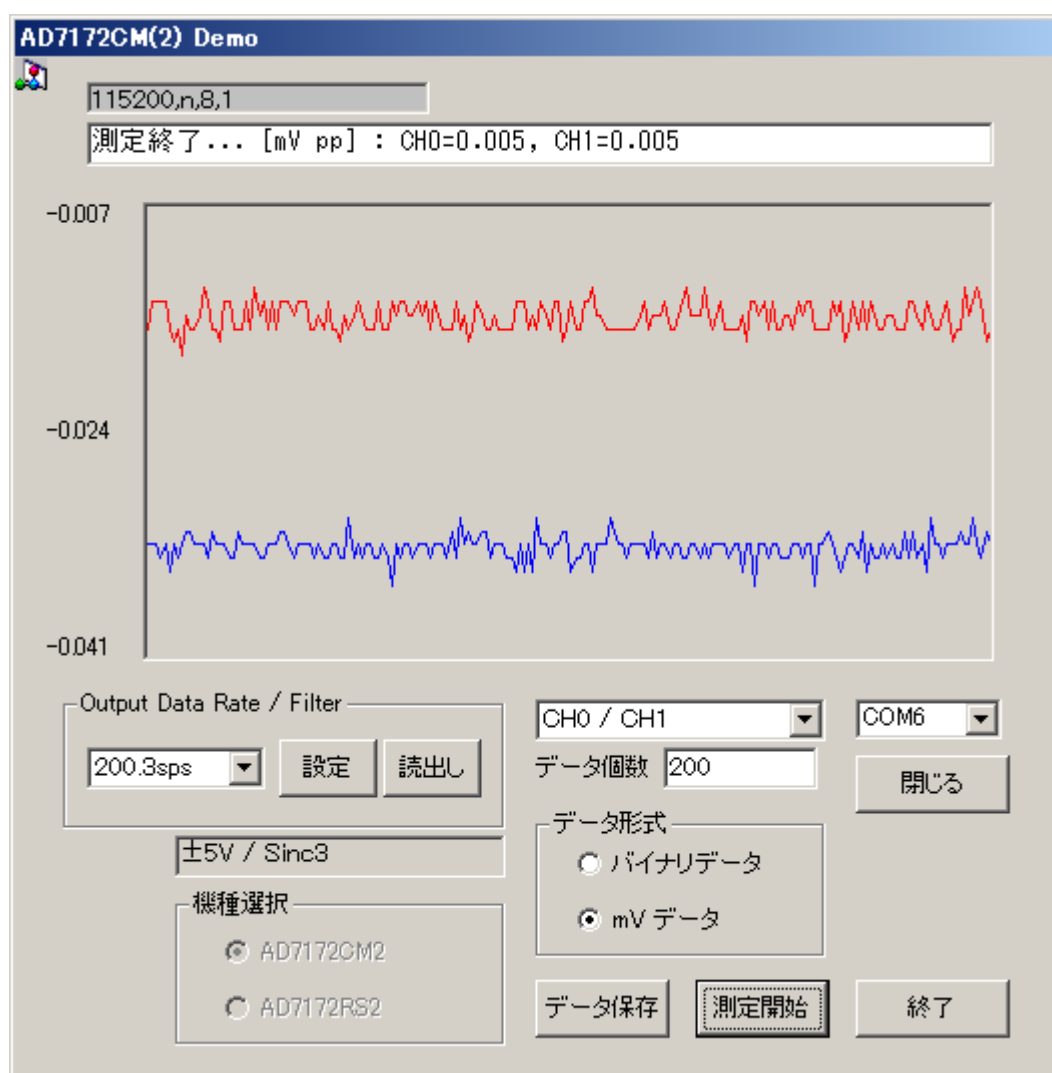 AD7172CM(2) Demo
115200,n,8,1
測定終了... [mV pp] : CH0=0.005, CH1=0.005
-0.007
-0.024
-0.041
Output Data Rate / Filter
200.3sps
設定
読出し
CH0 / CH1
COM6
データ個数 200
閉じる
±5V / Sinc3
データ形式
バイナリデータ
mV データ
機種選択
AD7172CM2
AD7172RS2
データ保存
測定開始
終了